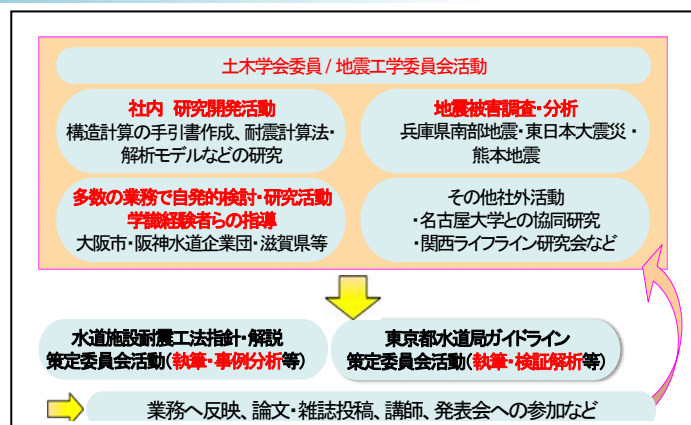 土木学会委員 / 地震工学委員会活動
社内 研究開発活動
構造計算の手引書作成、耐震計算法・
解析モデルなどの研究
地震被害調査・分析
兵庫県南部地震・東日本大震災・
熊本地震
多数の業務で自発的検討・研究活動
学識経験者らの指導
大阪市・阪神水道企業団・滋賀県等
その他社外活動
・名古屋大学との協同研究
・関西ライフライン研究会など
水道施設耐震工法指針・解説
策定委員会活動(執筆・事例分析等)
東京都水道局ガイドライン
策定委員会活動(執筆・検証解析等)
業務へ反映、論文・雑誌投稿、講師、発表会への参加など